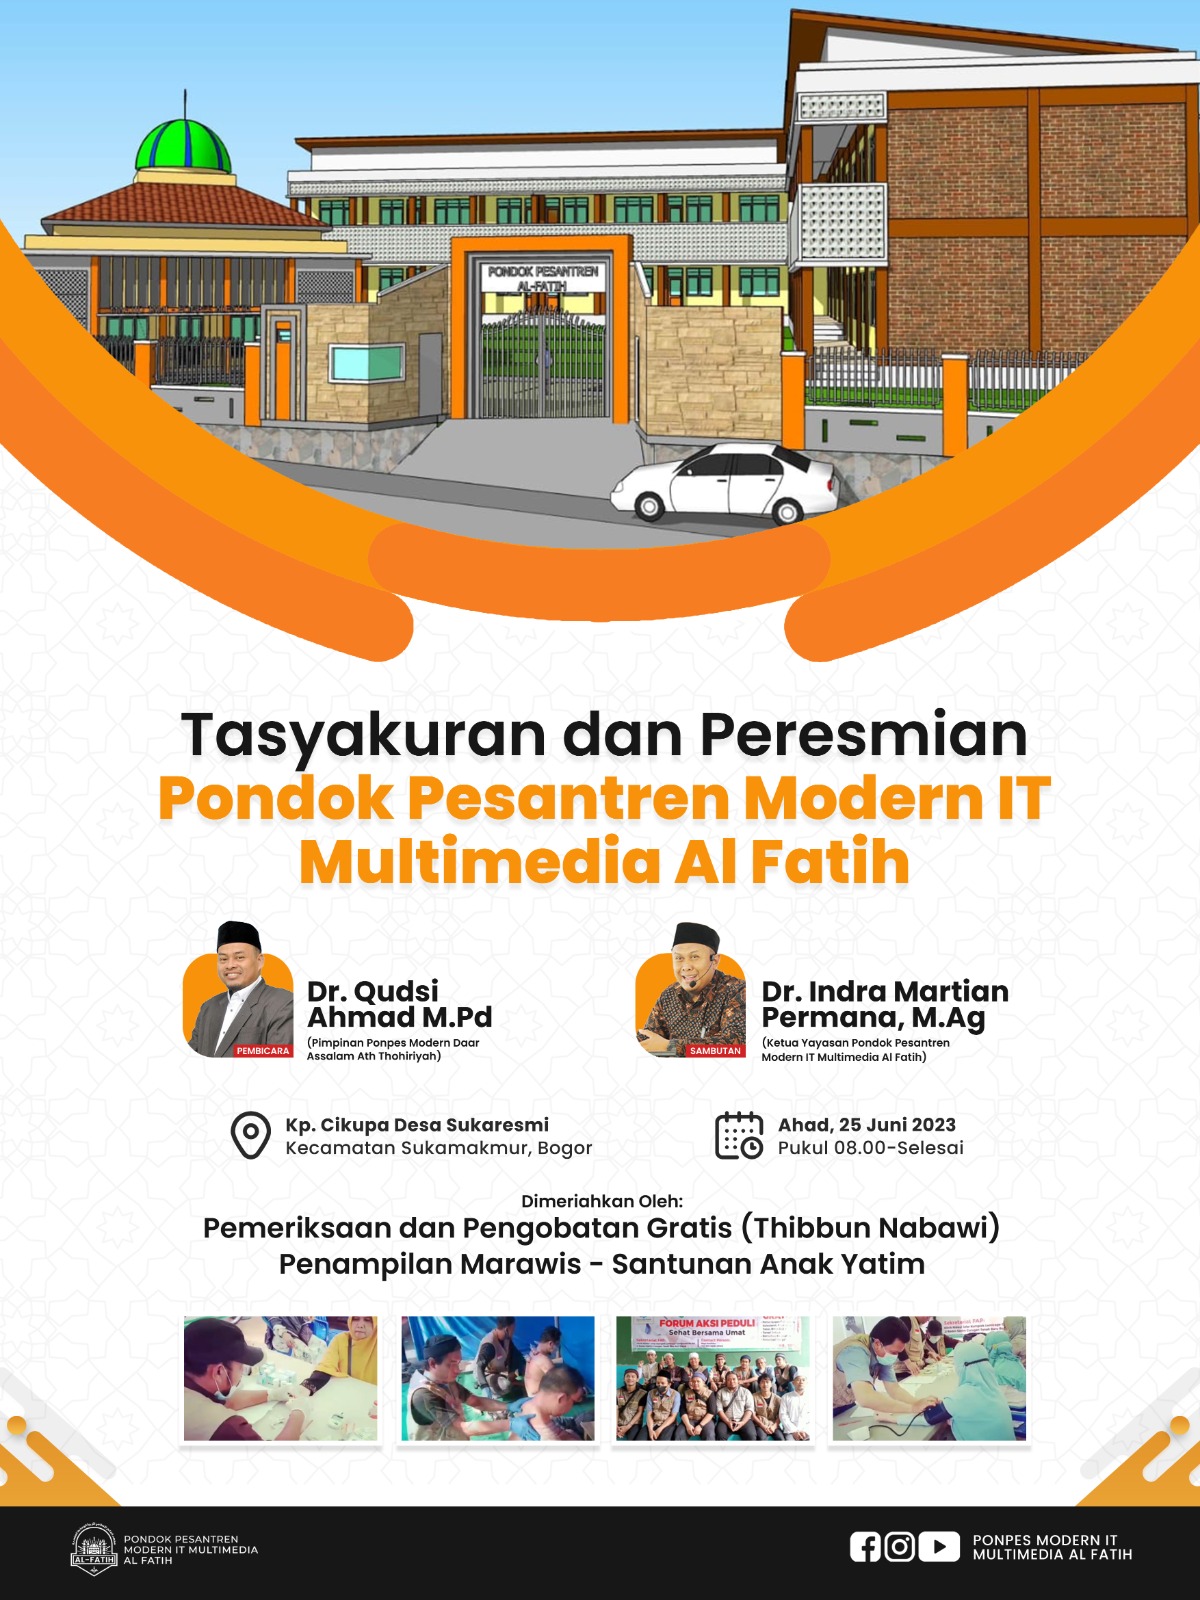 PONDOK PESANTREN
AL-FATIH
Tasyakuran dan Peresmian
Pondok Pesantren Modern IT
Multimedia Al Fatih
PEMBICARA
Dr. Qudsi
Ahmad M.Pd
(Pimpinan Ponpes Modern Daar
Assalam Ath Thohiriyah)
SAMBUTAN
Dr. Indra Martian
Permana, M.Ag
(Ketua Yayasan Pondok Pesantren
Modern IT Multimedia Al Fatih)
Kp. Cikupa Desa Sukaresmi
Kecamatan Sukamakmur, Bogor
Ahad, 25 Juni 2023
Pukul 08.00-Selesai
Dimeriahkan Oleh:
Pemeriksaan dan Pengobatan Gratis (Thibbun Nabawi)
Penampilan Marawis - Santunan Anak Yatim
FORUM AKSI PEDULI
Sehat Bersama Umat
Sekretariat FAP:
AL-FATIH
PONDOK PESANTREN
MODERN IT MULTIMEDIA
AL FATIH
PONPES MODERN IT
MULTIMEDIA AL FATIH